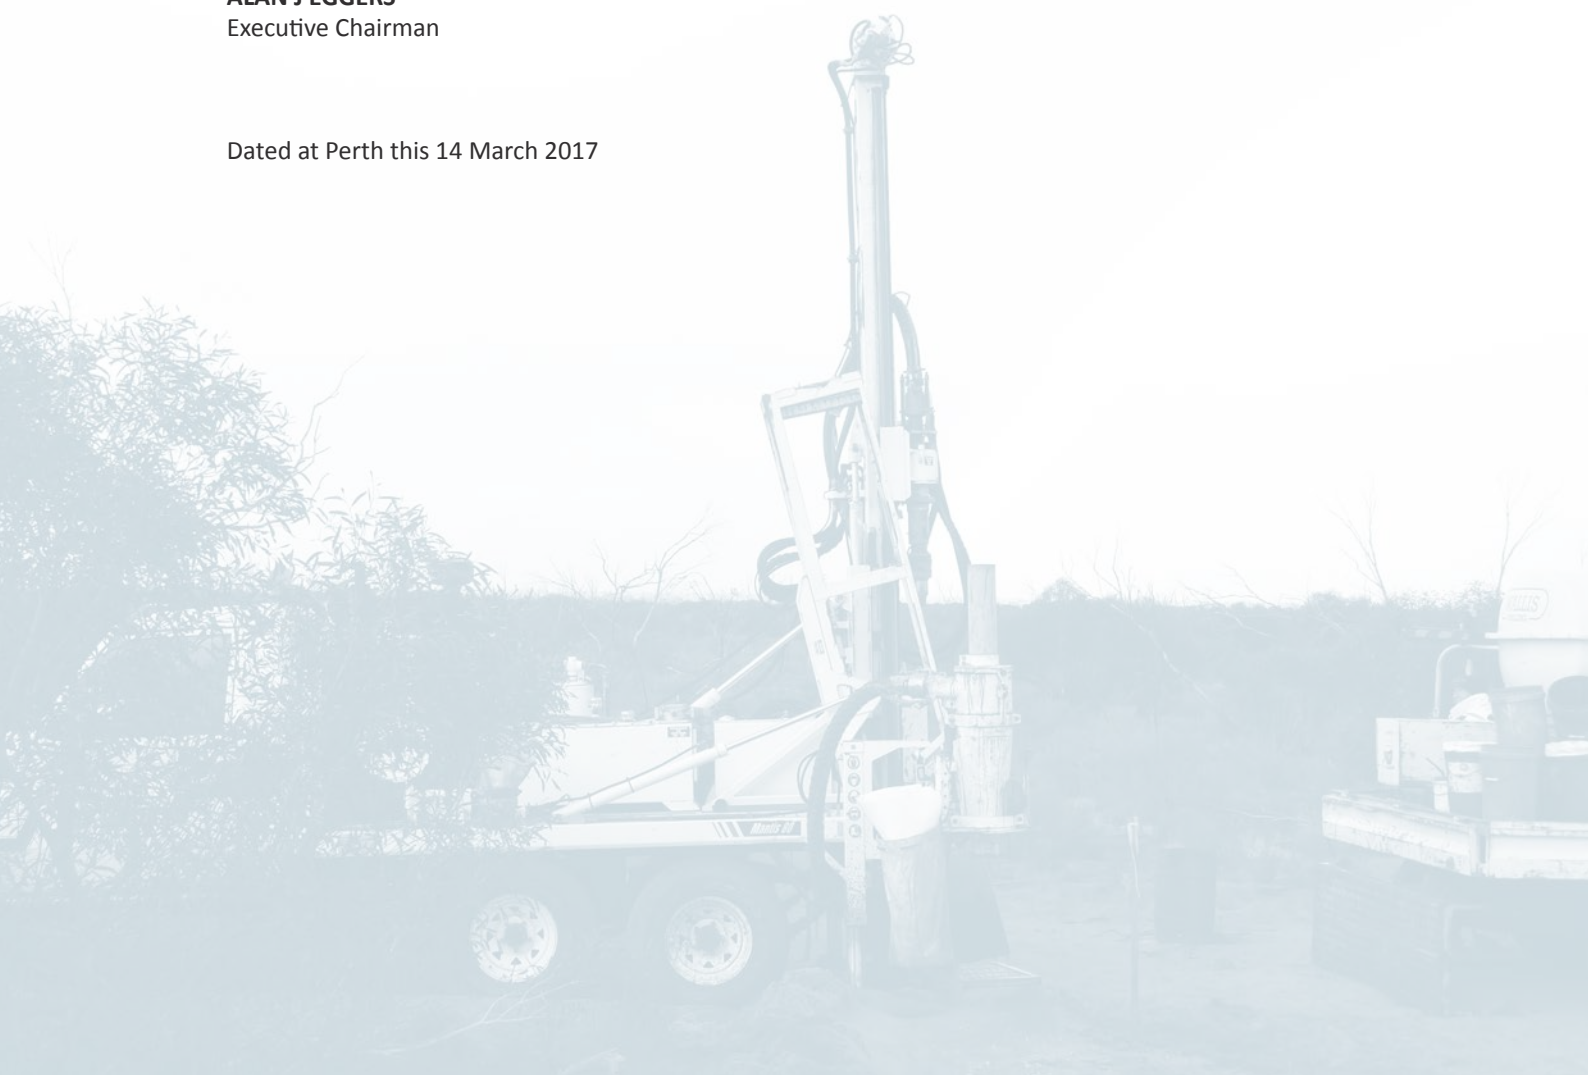 ALAN J EGGERS
Executive Chairman
Dated at Perth this 14 March 2017